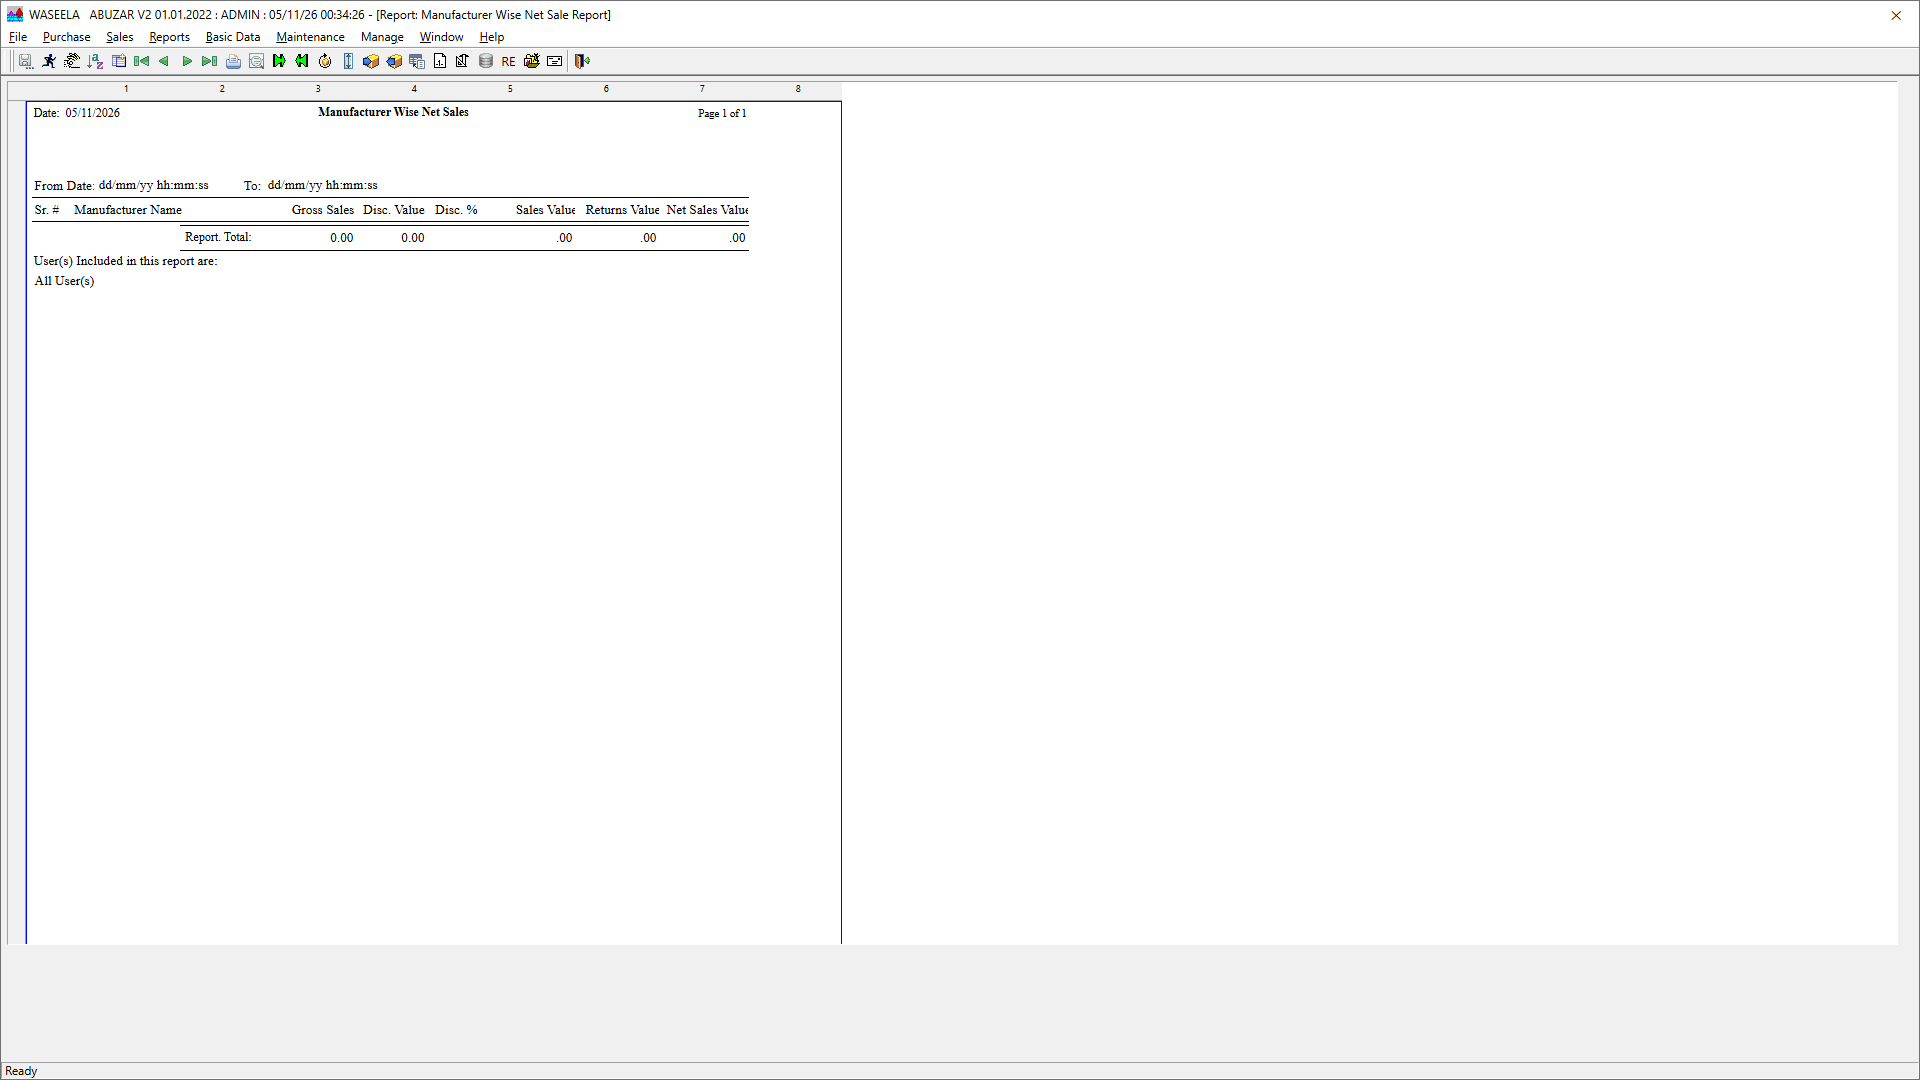 WASEELA   ABUZAR V2 01.01.2022 : ADMIN : 05/11/26 00:34:26 - [Report: Manufacturer Wise Net Sale Report]
File Purchase Sales Reports Basic Data Maintenance Manage Window Help
RE
1 2 3 4 5 6 7 8
Date: 05/11/2026 Manufacturer Wise Net Sales Page 1 of 1
From Date: dd/mm/yy hh:mm:ss To: dd/mm/yy hh:mm:ss
Sr. # Manufacturer Name Gross Sales Disc. Value Disc. % Sales Value Returns Value Net Sales Value
Report. Total: 0.00 0.00 .00 .00 .00
User(s) Included in this report are:
All User(s)
Ready